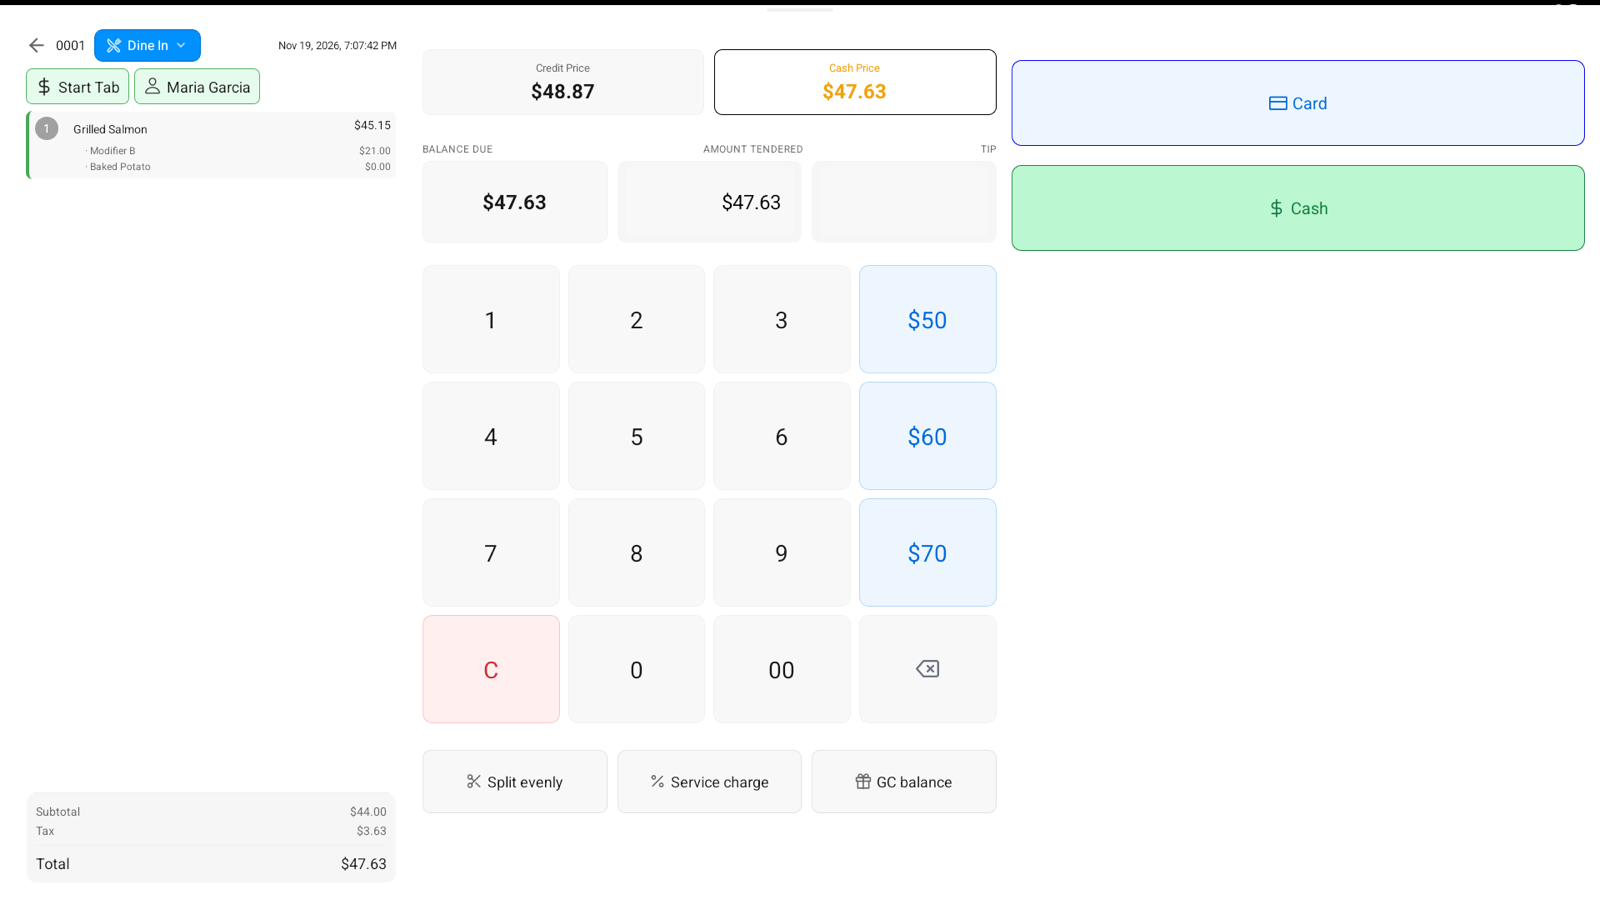 0001
Dine In
Nov 19, 2026, 7:07:42 PM
Start Tab
Maria Garcia
1 Grilled Salmon $45.15
· Modifier B $21.00
· Baked Potato $0.00
Subtotal $44.00
Tax $3.63
Total $47.63
Credit Price
$48.87
Cash Price
$47.63
BALANCE DUE AMOUNT TENDERED TIP
$47.63 $47.63
1 2 3 $50
4 5 6 $60
7 8 9 $70
C 0 00
Split evenly Service charge GC balance
Card
Cash